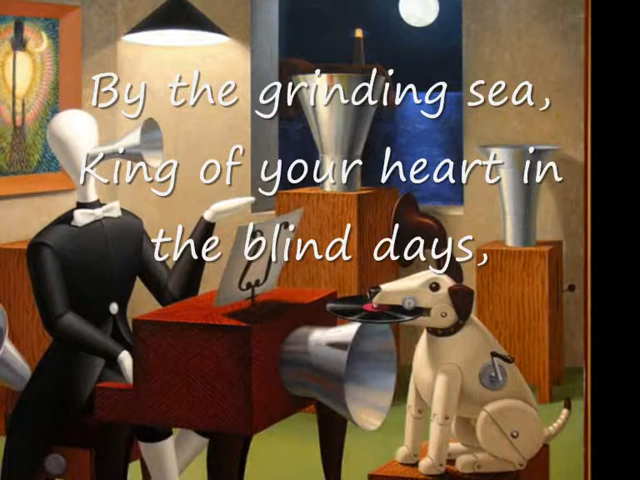 By the grinding sea,
King of your heart in
the blind days,